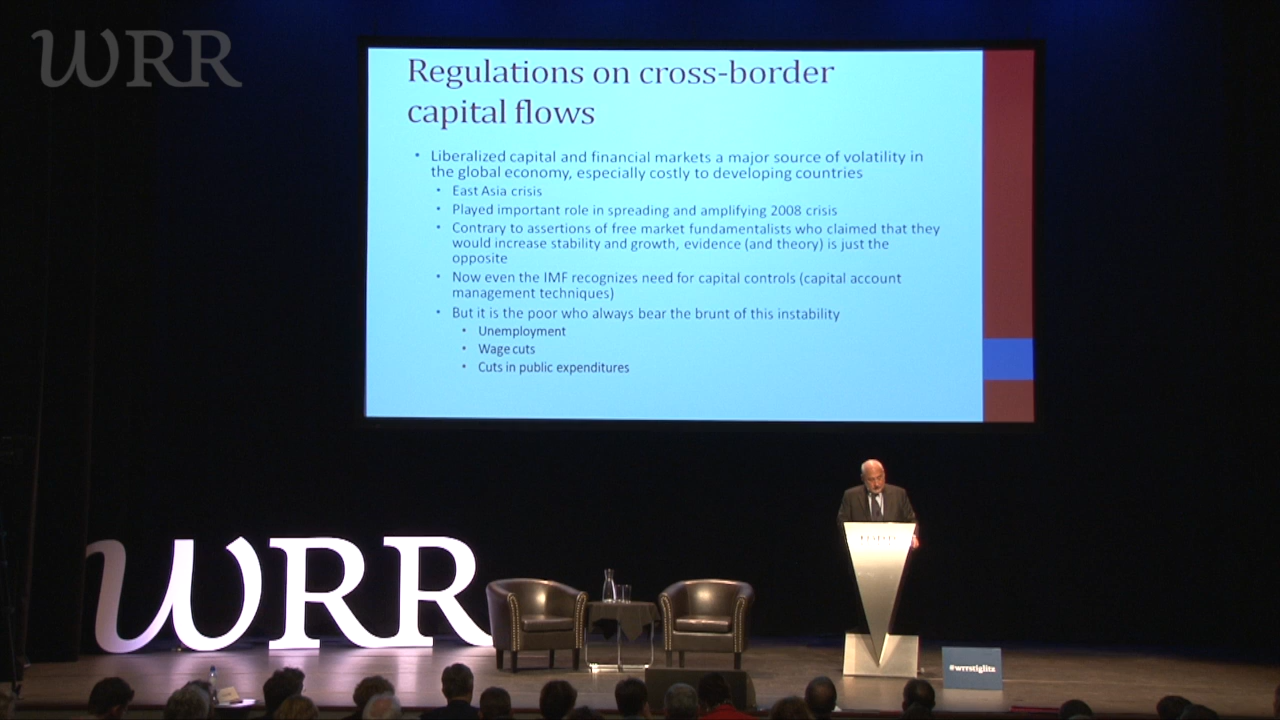 WRR
Regulations on cross-border
capital flows
• Liberalized capital and financial markets a major source of volatility in
the global economy, especially costly to developing countries
• East Asia crisis
• Played important role in spreading and amplifying 2008 crisis
• Contrary to assertions of free market fundamentalists who claimed that they
would increase stability and growth, evidence (and theory) is just the
opposite
• Now even the IMF recognizes need for capital controls (capital account
management techniques)
• But it is the poor who always bear the brunt of this instability
• Unemployment
• Wage cuts
• Cuts in public expenditures
WRR
#wrrstiglitz